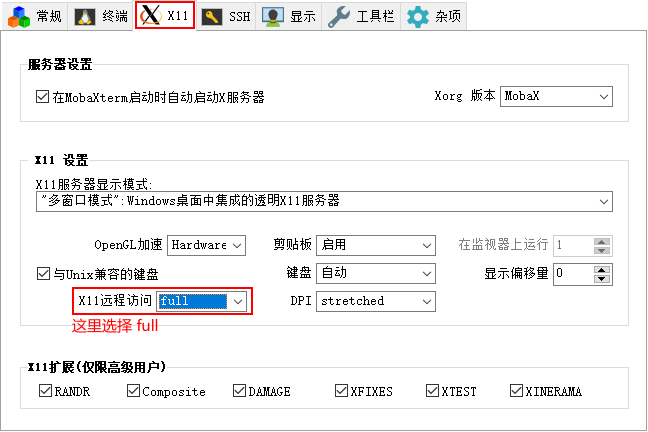 常规 终端 X11 SSH 显示 工具栏 杂项
服务器设置
在MobaXterm启动时自动启动X服务器 Xorg 版本 MobaX
X11 设置
X11服务器显示模式:
"多窗口模式":Windows桌面中集成的透明X11服务器
OpenGL加速 Hardware 剪贴板 启用 在监视器上运行 1
与Unix兼容的键盘 键盘 自动 显示偏移量 0
X11远程访问 full DPI stretched
这里选择 full
X11扩展(仅限高级用户)
RANDR Composite DAMAGE XFIXES XTEST XINERAMA